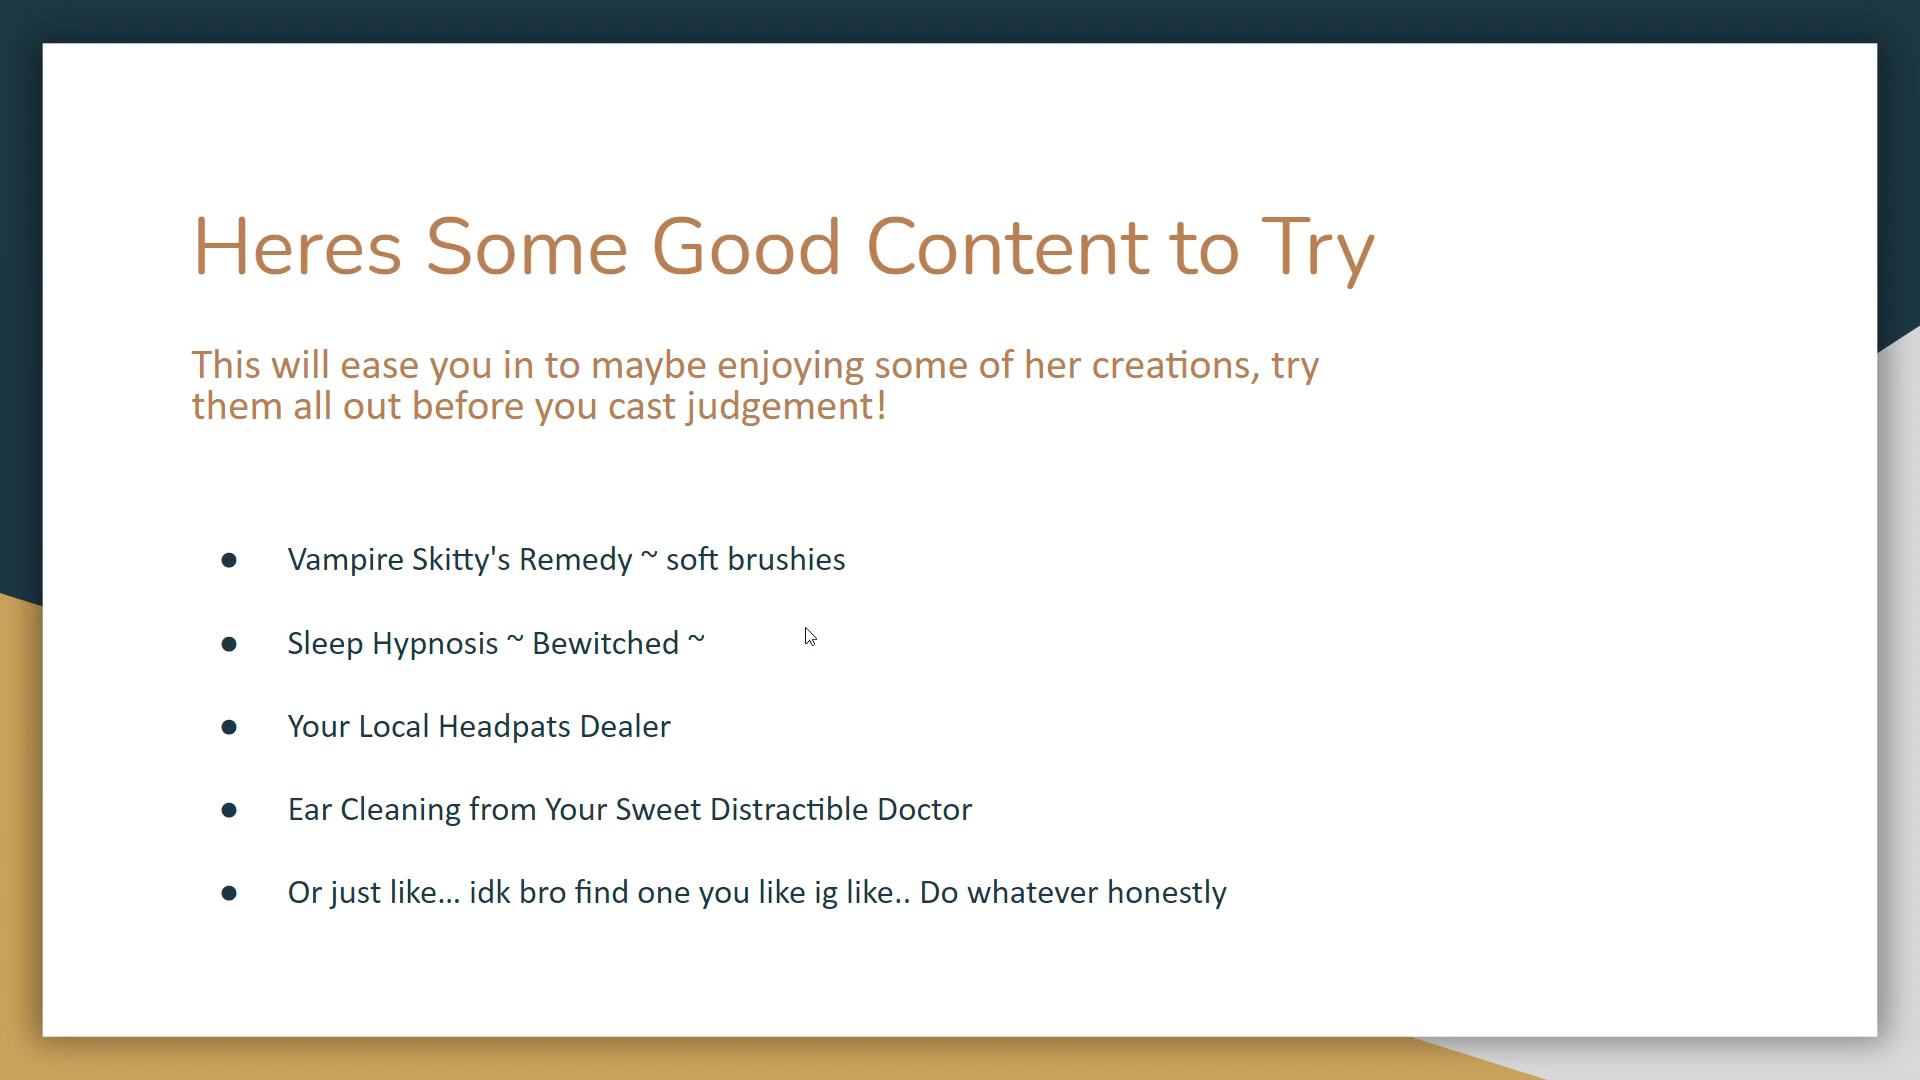 Heres Some Good Content to Try
This will ease you in to maybe enjoying some of her creations, try
them all out before you cast judgement!
● Vampire Skitty's Remedy ~ soft brushies
● Sleep Hypnosis ~ Bewitched ~
● Your Local Headpats Dealer
● Ear Cleaning from Your Sweet Distractible Doctor
● Or just like... idk bro find one you like ig like.. Do whatever honestly